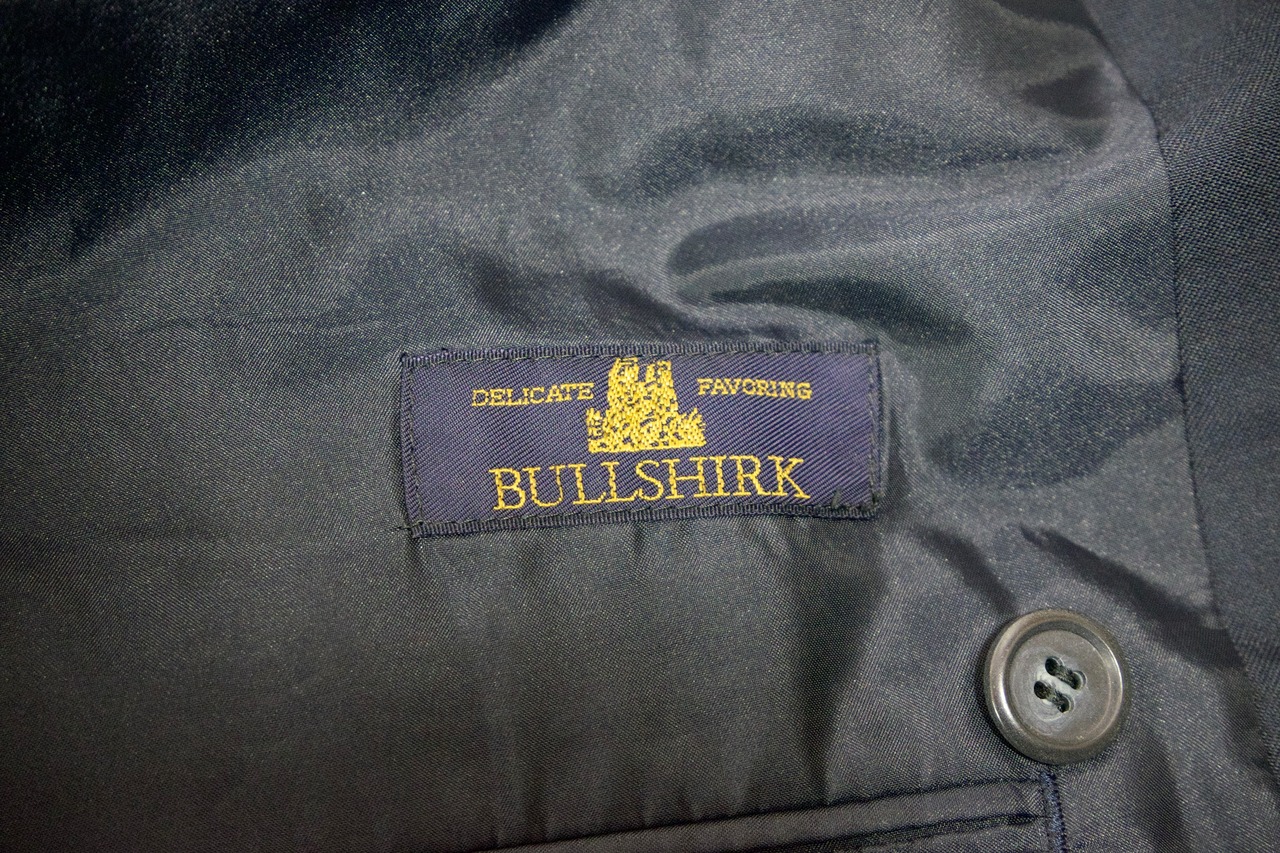 DELICATE FAVORING
BULLSHIRK